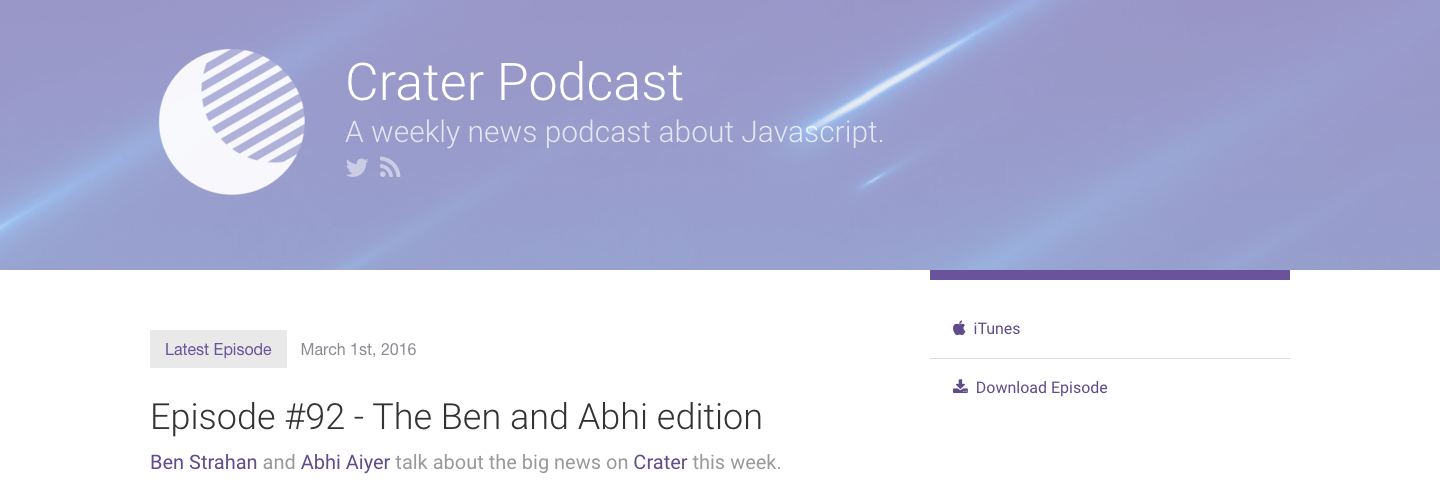 Crater Podcast
A weekly news podcast about Javascript.
Latest Episode March 1st, 2016
Episode #92 - The Ben and Abhi edition
Ben Strahan and Abhi Aiyer talk about the big news on Crater this week.
iTunes
Download Episode